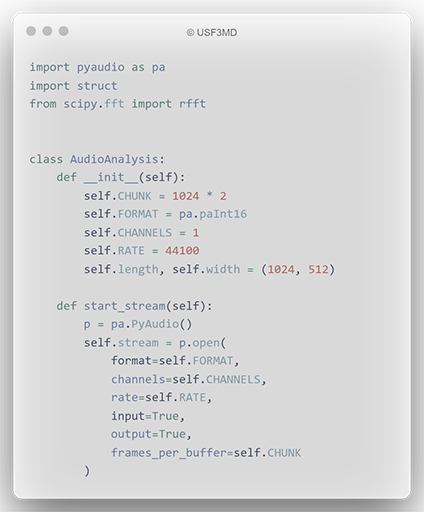 © USF3MD
import pyaudio as pa
import struct
from scipy.fft import rfft
class AudioAnalysis:
    def __init__(self):
        self.CHUNK = 1024 * 2
        self.FORMAT = pa.paInt16
        self.CHANNELS = 1
        self.RATE = 44100
        self.length, self.width = (1024, 512)
    def start_stream(self):
        p = pa.PyAudio()
        self.stream = p.open(
            format=self.FORMAT,
            channels=self.CHANNELS,
            rate=self.RATE,
            input=True,
            output=True,
            frames_per_buffer=self.CHUNK
        )